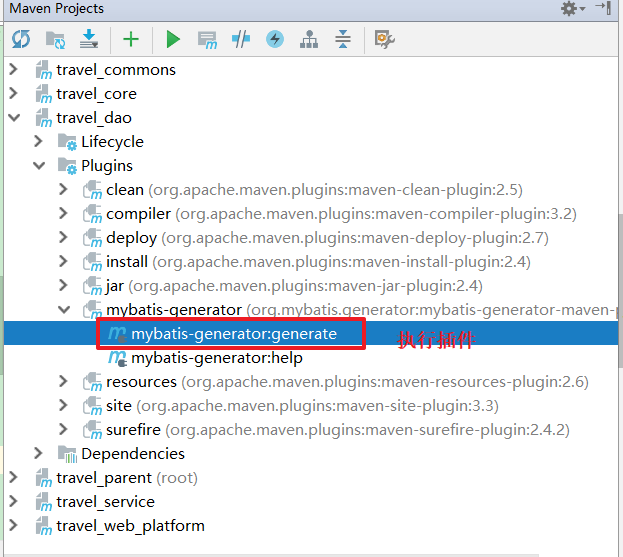 Maven Projects
travel_commons
travel_core
travel_dao
Lifecycle
Plugins
clean (org.apache.maven.plugins:maven-clean-plugin:2.5)
compiler (org.apache.maven.plugins:maven-compiler-plugin:3.2)
deploy (org.apache.maven.plugins:maven-deploy-plugin:2.7)
install (org.apache.maven.plugins:maven-install-plugin:2.4)
jar (org.apache.maven.plugins:maven-jar-plugin:2.4)
mybatis-generator (org.mybatis.generator:mybatis-generator-maven-p
mybatis-generator:generate 执行插件
mybatis-generator:help
resources (org.apache.maven.plugins:maven-resources-plugin:2.6)
site (org.apache.maven.plugins:maven-site-plugin:3.3)
surefire (org.apache.maven.plugins:maven-surefire-plugin:2.4.2)
Dependencies
travel_parent (root)
travel_service
travel_web_platform